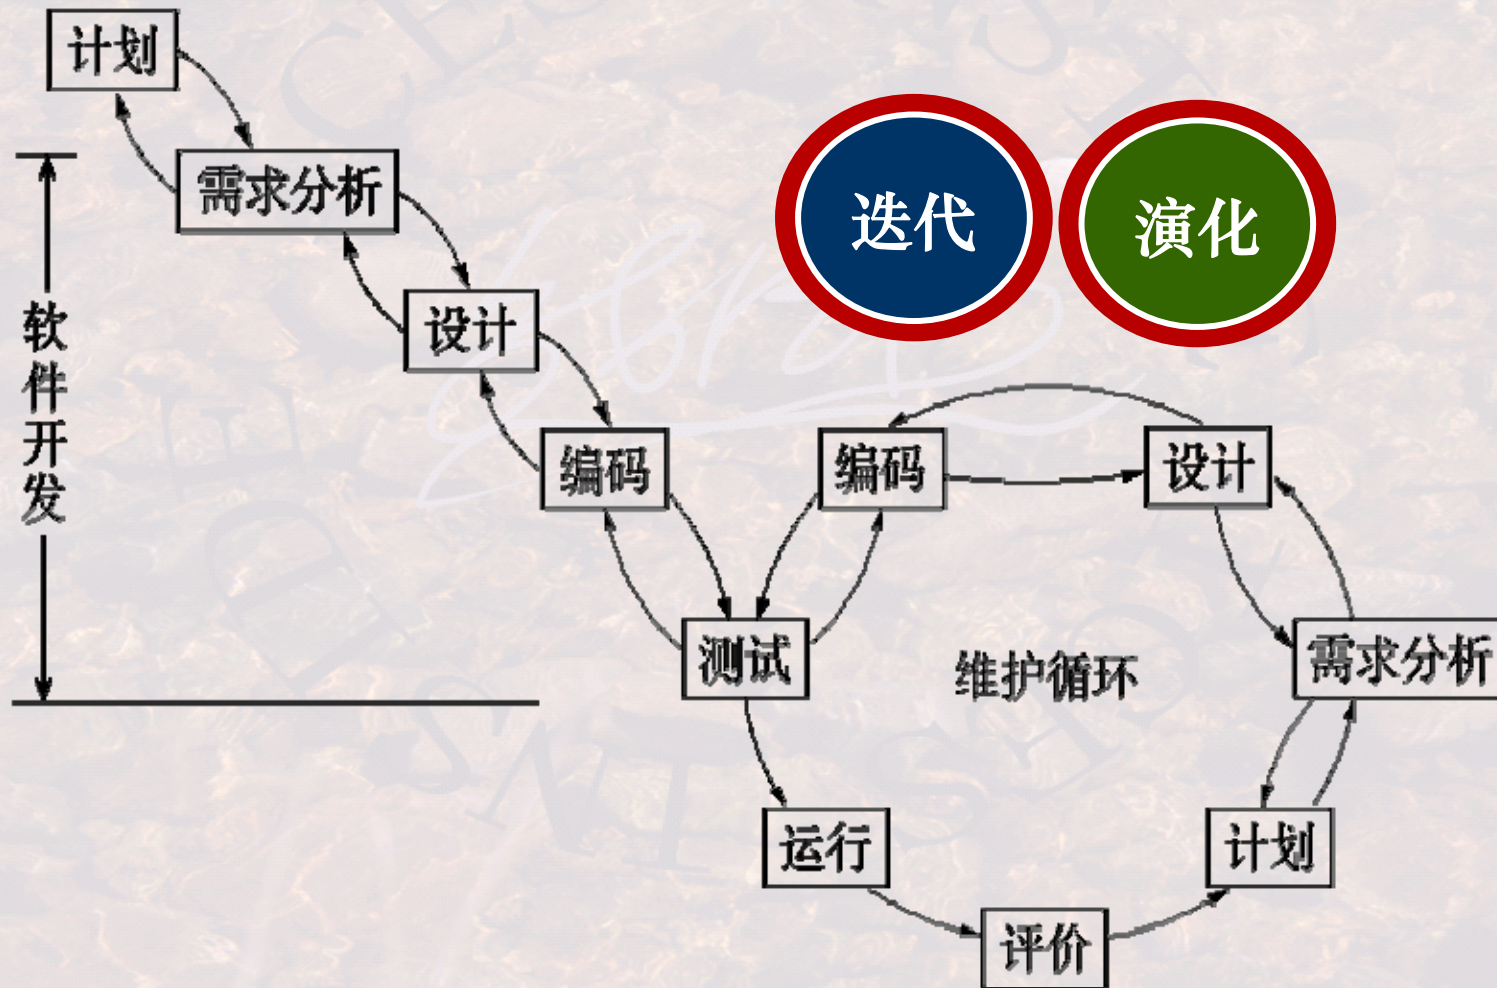 计划
需求分析
迭代
演化
设计
软件开发
编码
编码
设计
测试
维护循环
需求分析
运行
计划
评价